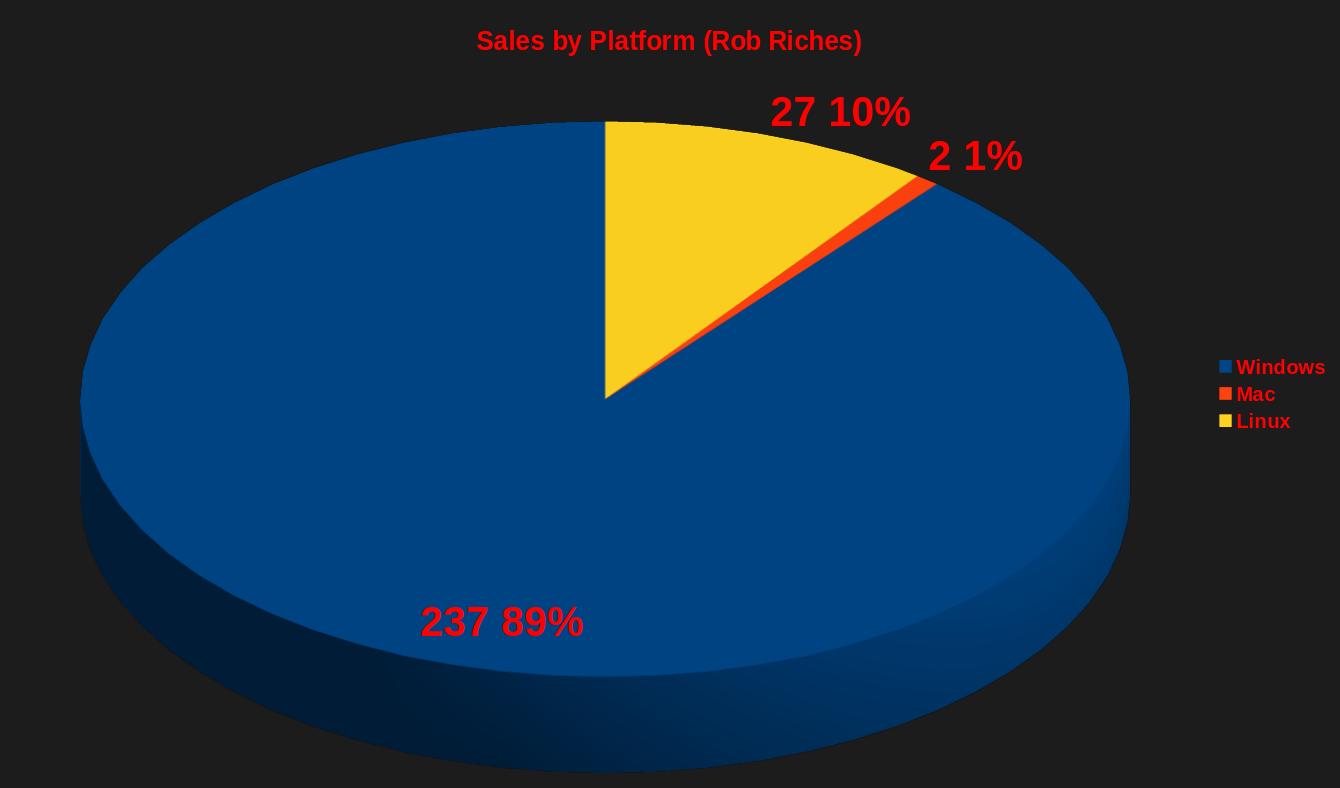 Sales by Platform (Rob Riches)
27 10%
2 1%
Windows
Mac
Linux
237 89%